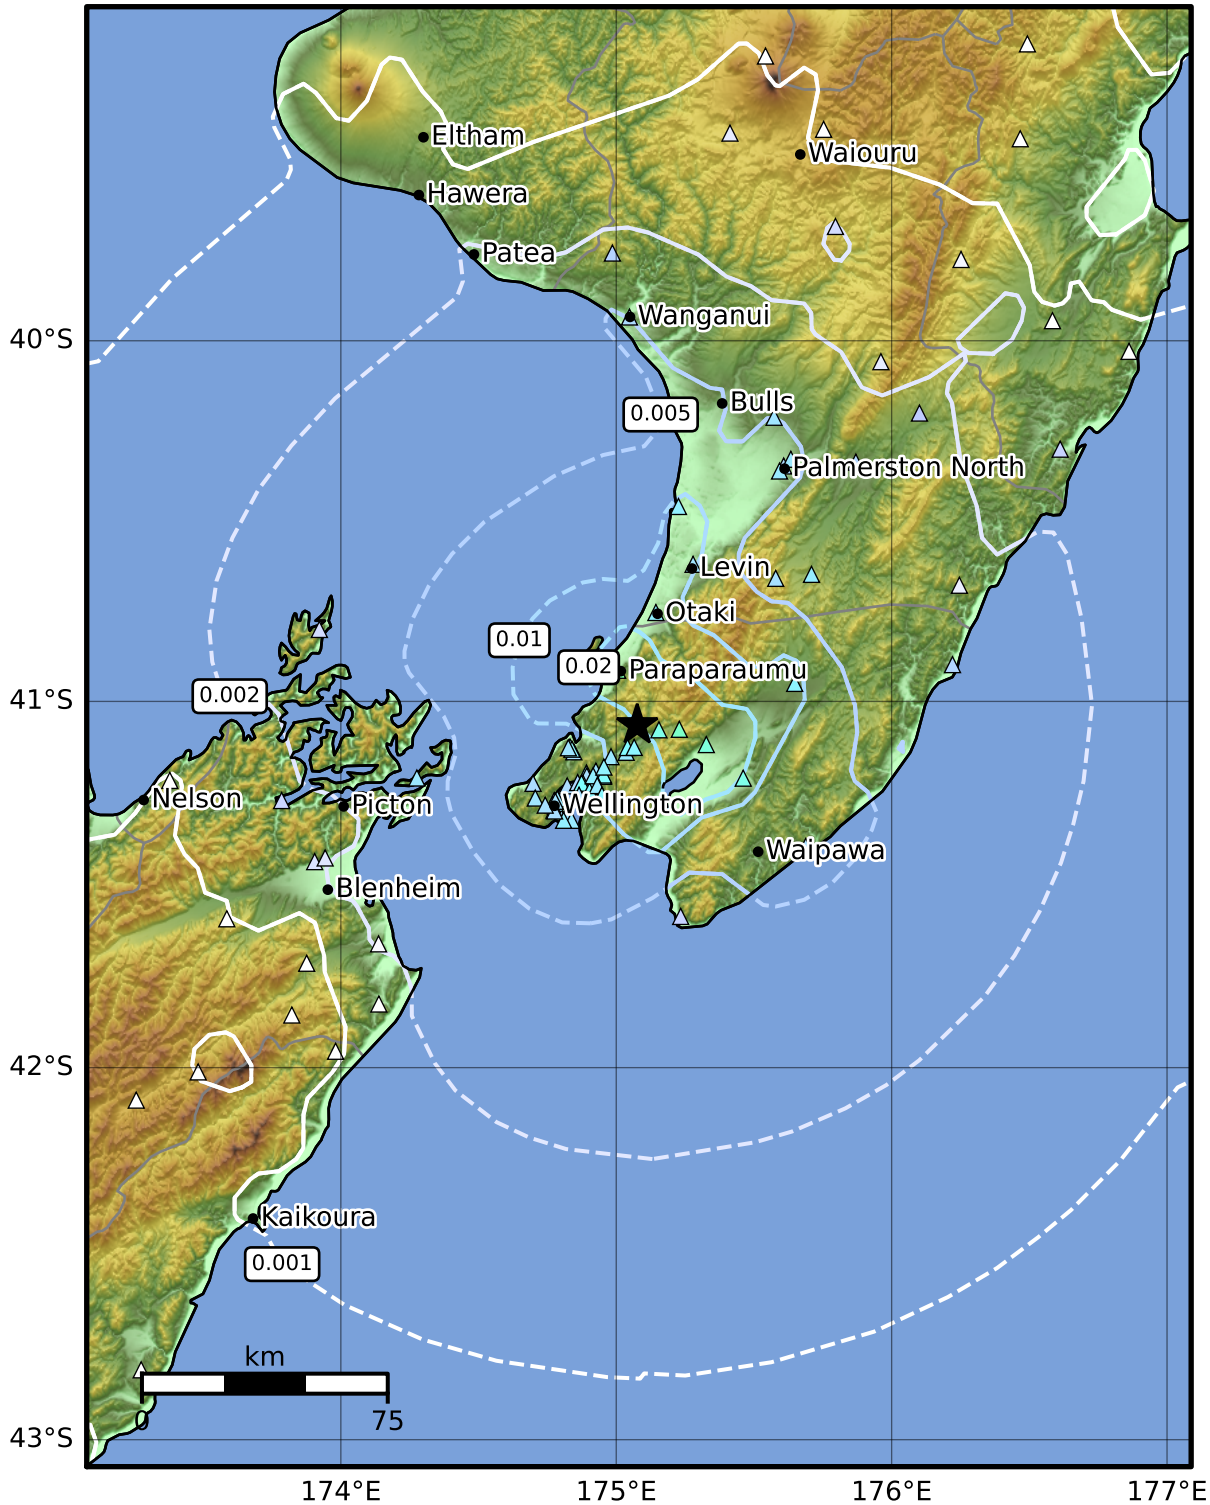 Eltham
Waiouru
Hawera
Patea
Wanganui
40°S
Bulls
0.005
Palmerston North
Levin
Otaki
0.01
0.02
Paraparaumu
0.002
41°S
Nelson
Picton
Wellington
Waipawa
Blenheim
42°S
Kaikoura
0.001
km
0
75
43°S
174°E
175°E
176°E
177°E